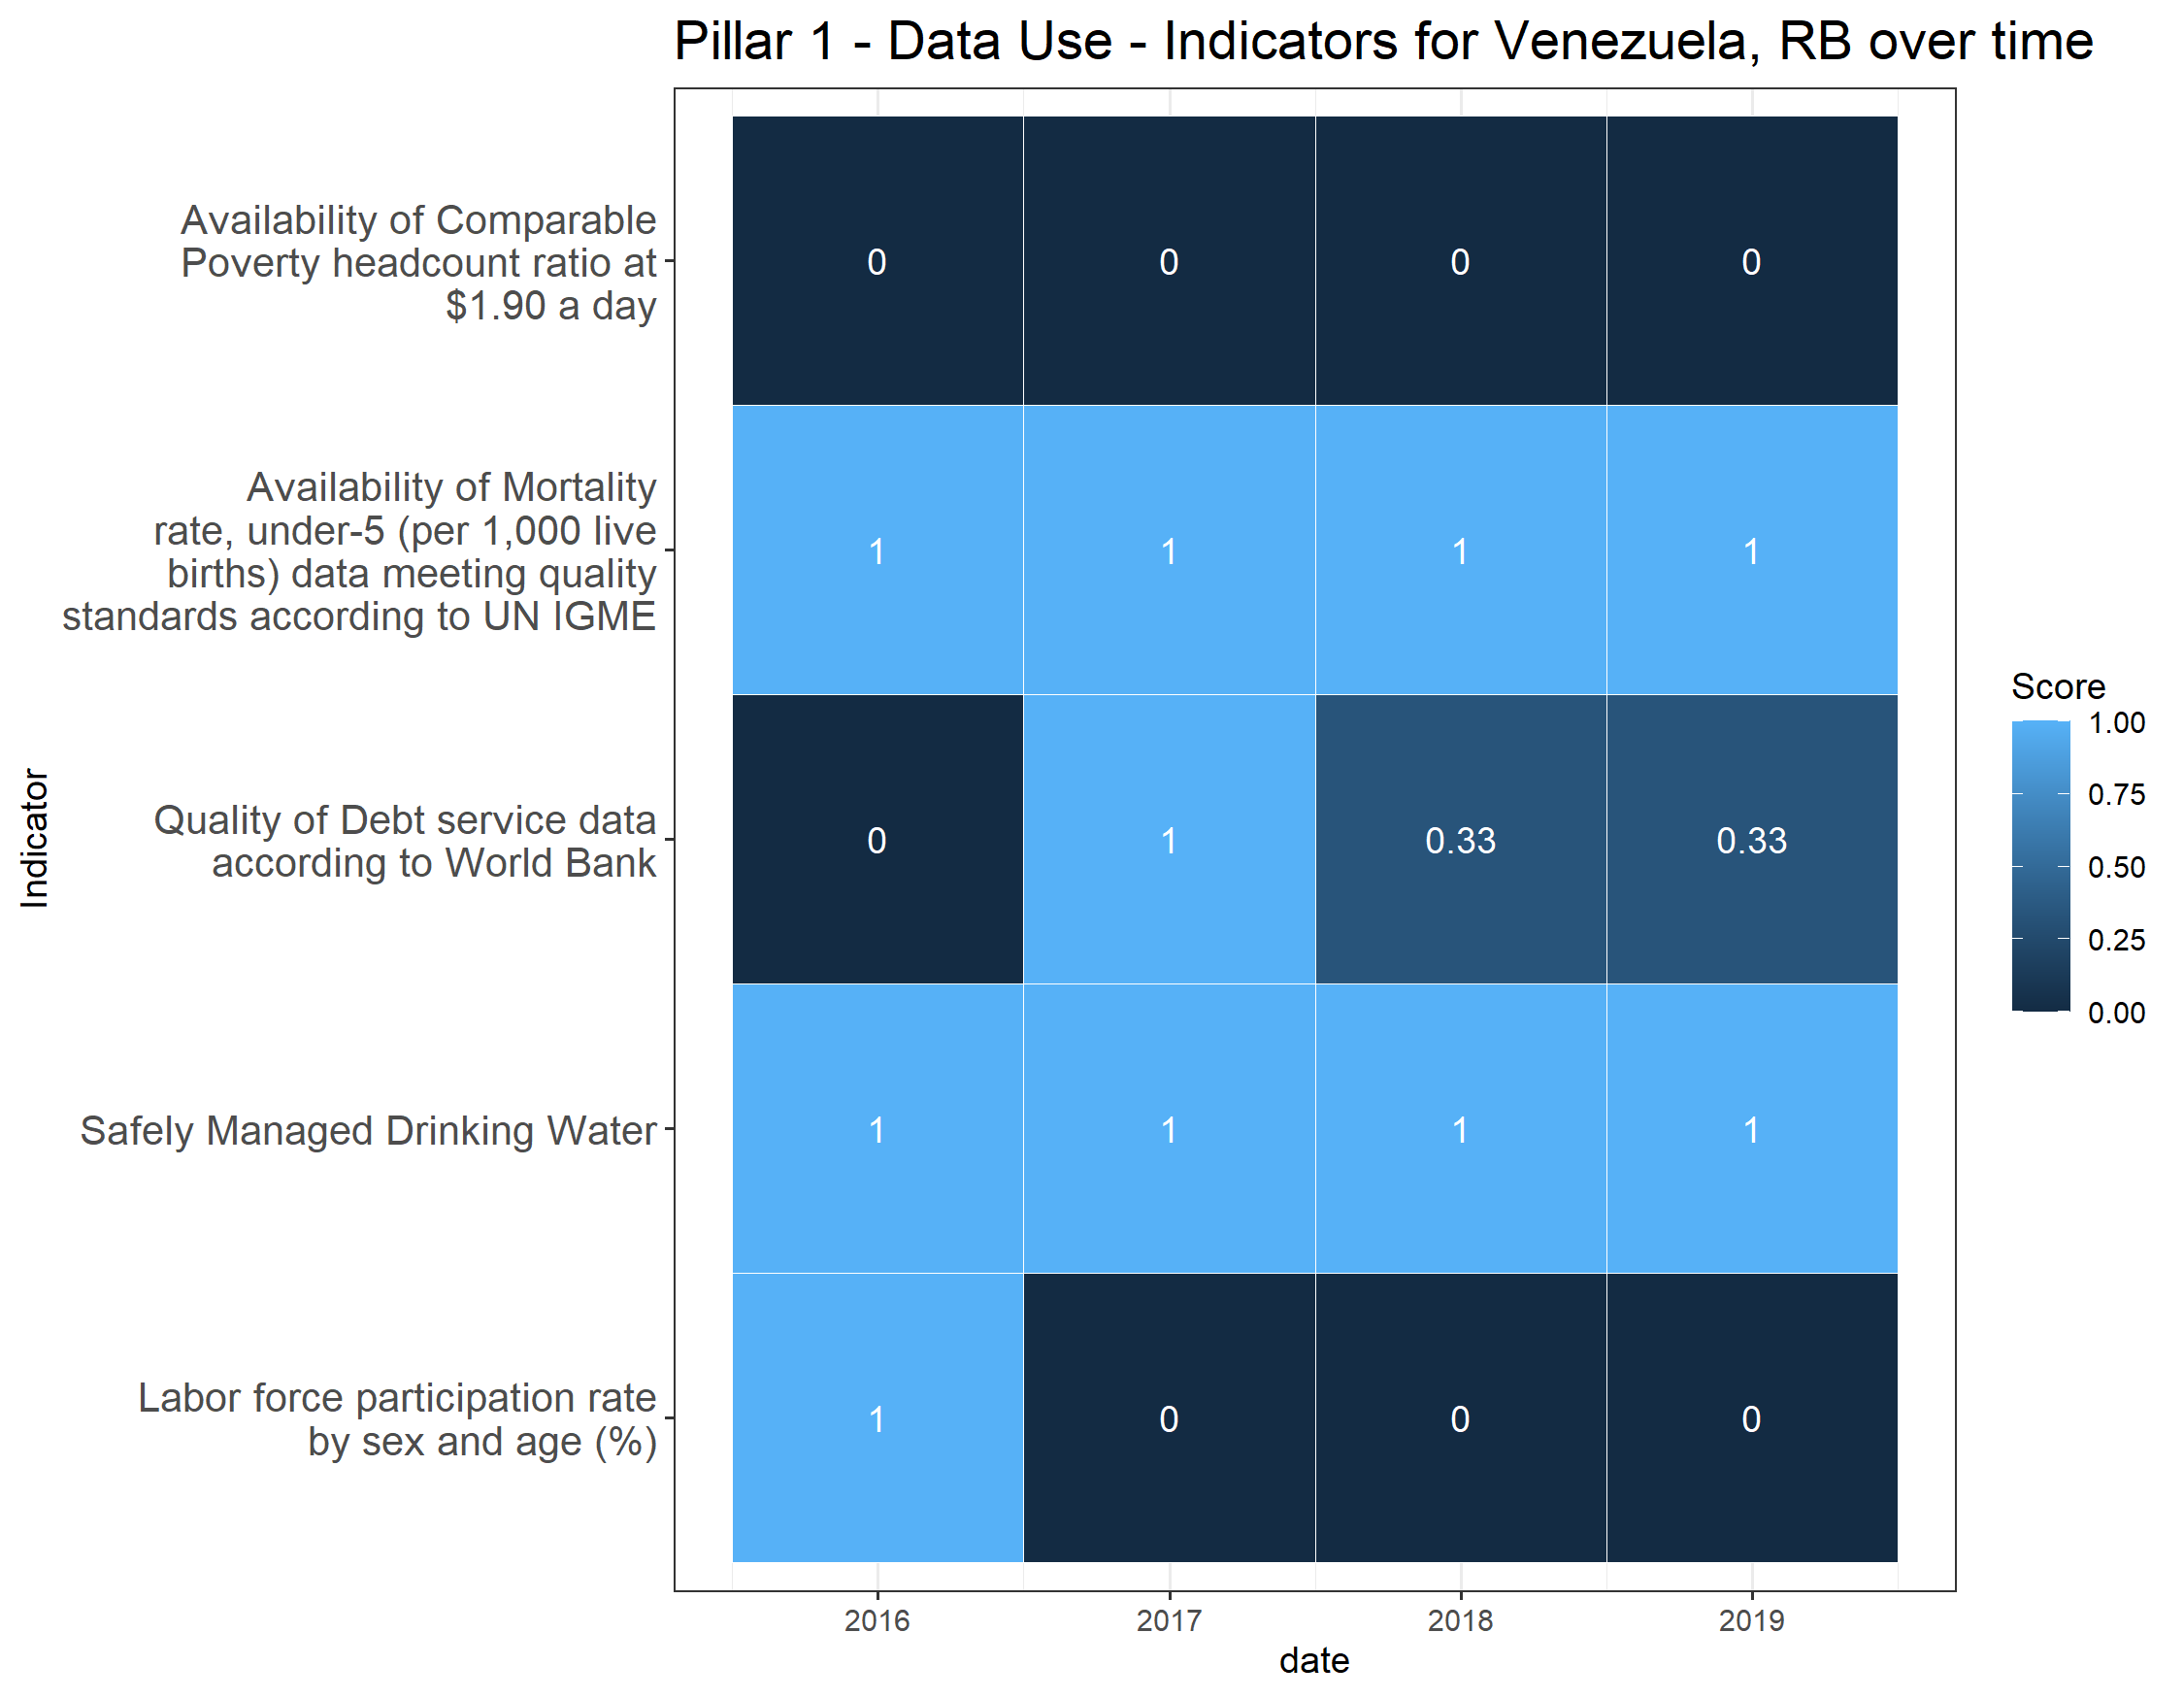 Pillar 1 - Data Use - Indicators for Venezuela, RB over time
Availability of Comparable
Poverty headcount ratio at
$1.90 a day
0 0 0 0
Availability of Mortality
rate, under-5 (per 1,000 live
births) data meeting quality
standards according to UN IGME
1 1 1 1
Quality of Debt service data
according to World Bank
0 1 0.33 0.33
Safely Managed Drinking Water
1 1 1 1
Labor force participation rate
by sex and age (%)
1 0 0 0
Indicator
2016 2017 2018 2019
date
Score
1.00
0.75
0.50
0.25
0.00